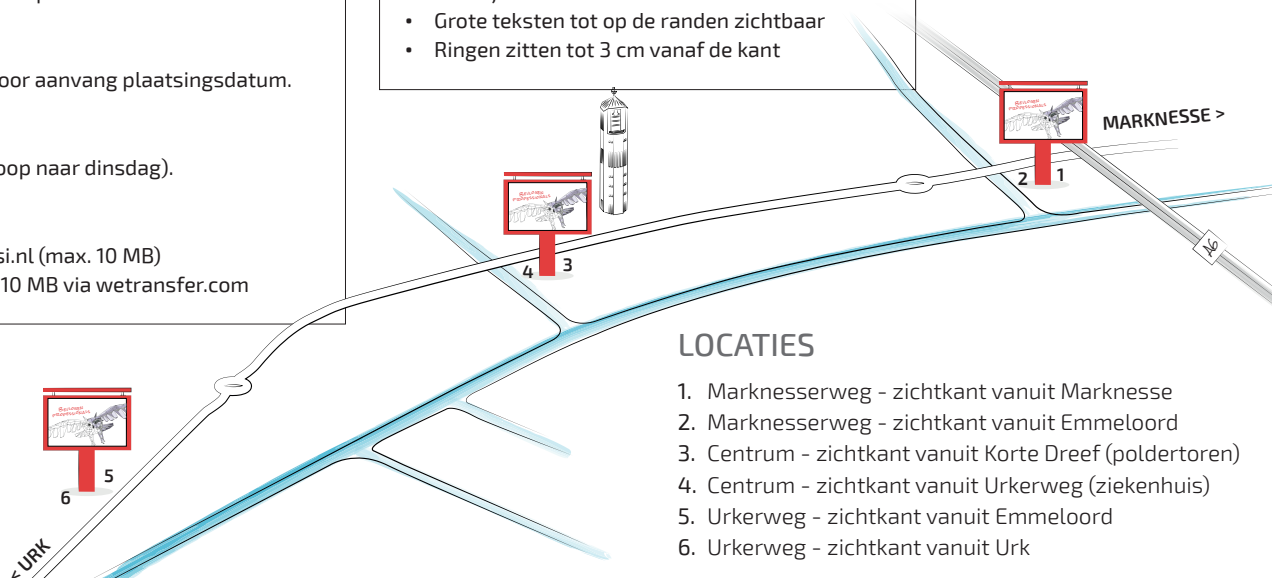 oor aanvang plaatsingsdatum.
oop naar dinsdag).
si.nl (max. 10 MB)
10 MB via wetransfer.com
• Grote teksten tot op de randen zichtbaar
• Ringen zitten tot 3 cm vanaf de kant
MARKNESSE >
2 1
4 3
A6
5
6
< URK
LOCATIES
1. Marknesserweg - zichtkant vanuit Marknesse
2. Marknesserweg - zichtkant vanuit Emmeloord
3. Centrum - zichtkant vanuit Korte Dreef (poldertoren)
4. Centrum - zichtkant vanuit Urkerweg (ziekenhuis)
5. Urkerweg - zichtkant vanuit Emmeloord
6. Urkerweg - zichtkant vanuit Urk